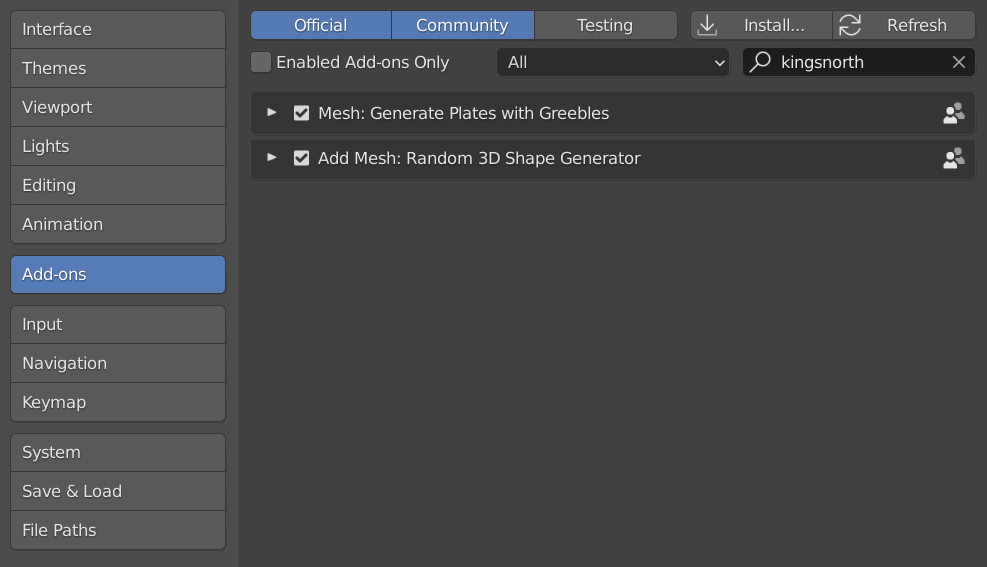 Interface
Themes
Viewport
Lights
Editing
Animation
Add-ons
Input
Navigation
Keymap
System
Save & Load
File Paths
Official Community Testing Install... Refresh
Enabled Add-ons Only All kingsnorth
Mesh: Generate Plates with Greebles
Add Mesh: Random 3D Shape Generator